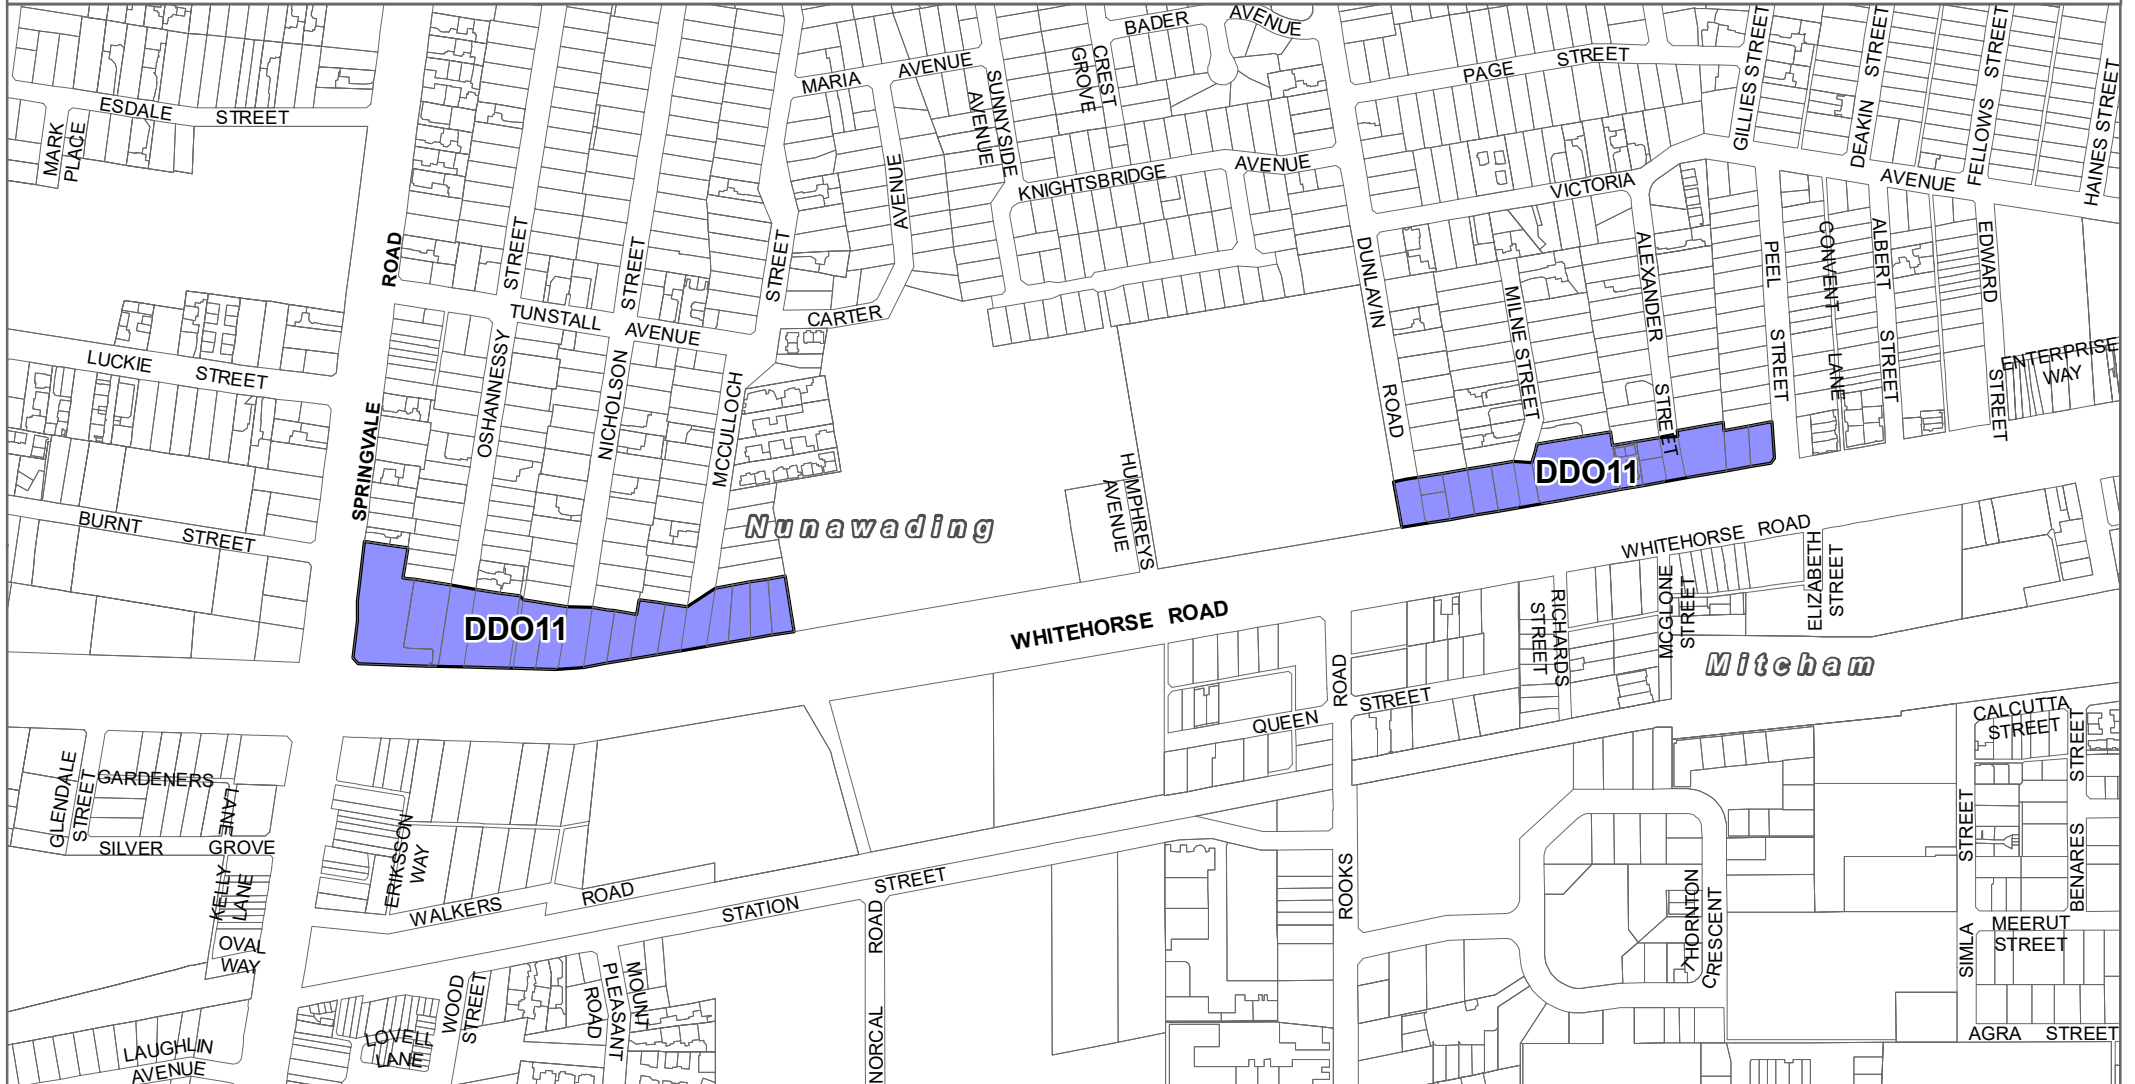 BADER
AVENUE
ESDALE
STREET
MARK
PLACE
MARIA
AVENUE
SUNNYSIDE
AVENUE
CREST
GROVE
PAGE
STREET
GILLIES STREET
DEAKIN
STREET
FELLOWS
STREET
HAINES STREET
AVENUE
KNIGHTSBRIDGE
AVENUE
VICTORIA
AVENUE
SPRINGVALE
ROAD
STREET
STREET
STREET
TUNSTALL
AVENUE
CARTER
OSHANNESSY
NICHOLSON
MCCULLOCH
LUCKIE
STREET
BURNT
STREET
DUNLAVIN
ROAD
MILNE STREET
ALEXANDER
STREET
PEEL
STREET
CONVENT
LANE
ALBERT
STREET
EDWARD
STREET
ENTERPRISE
WAY
HUMPHREYS
AVENUE
Nunawading
DDO11
DDO11
WHITEHORSE ROAD
WHITEHORSE ROAD
ELIZABETH
STREET
MCGLONE
STREET
RICHARDS
STREET
Mitcham
QUEEN
STREET
ROOKS
ROAD
CALCUTTA
STREET
BENARES
STREET
SIMLA
STREET
MEERUT
STREET
AGRA STREET
THORNTON
CRESCENT
GLENDALE
STREET
GARDENERS
LANE
SILVER
GROVE
KELLY
LANE
OVAL
WAY
ERIKSSON
WAY
WALKERS
ROAD
STATION
STREET
NORCAL
ROAD
WOOD
STREET
MOUNT
PLEASANT
ROAD
LOVELL
LANE
LAUGHLIN
AVENUE